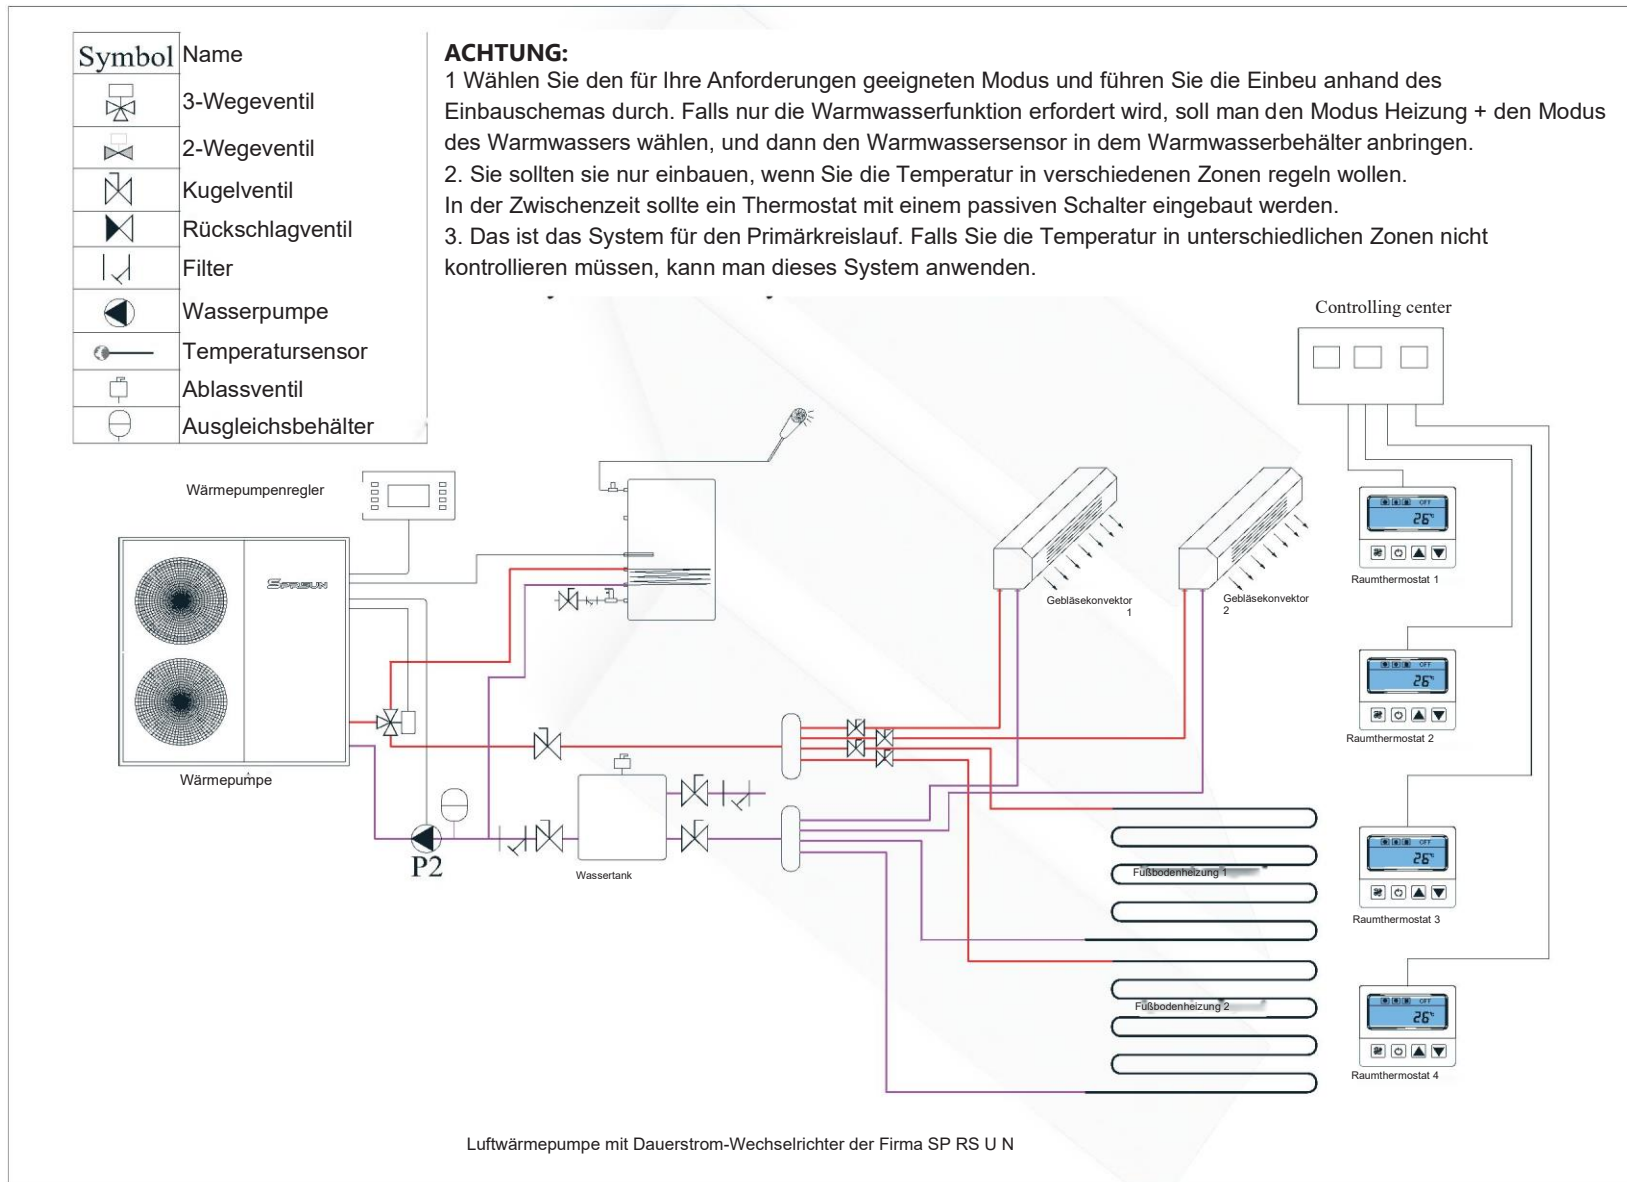 Symbol Name
3-Wegeventil
2-Wegeventil
Kugelventil
Rückschlagventil
Filter
Wasserpumpe
Temperatursensor
Ablassventil
Ausgleichsbehälter
ACHTUNG:
1 Wählen Sie den für Ihre Anforderungen geeigneten Modus und führen Sie die Einbeu anhand des
Einbauschemas durch. Falls nur die Warmwasserfunktion erfordert wird, soll man den Modus Heizung + den Modus
des Warmwassers wählen, und dann den Warmwassersensor in dem Warmwasserbehälter anbringen.
2. Sie sollten sie nur einbauen, wenn Sie die Temperatur in verschiedenen Zonen regeln wollen.
In der Zwischenzeit sollte ein Thermostat mit einem passiven Schalter eingebaut werden.
3. Das ist das System für den Primärkreislauf. Falls Sie die Temperatur in unterschiedlichen Zonen nicht
kontrollieren müssen, kann man dieses System anwenden.
Controlling center
Wärmepumpenregler
SPRSUN
Wärmepumpe
P2
Wassertank
Gebläsekonvektor
1
Gebläsekonvektor
2
Fußbodenheizung 1
Fußbodenheizung 2
OFF
26°C
Raumthermostat 1
OFF
26°C
Raumthermostat 2
OFF
26°C
Raumthermostat 3
OFF
26°C
Raumthermostat 4
Luftwärmepumpe mit Dauerstrom-Wechselrichter der Firma SP RS U N